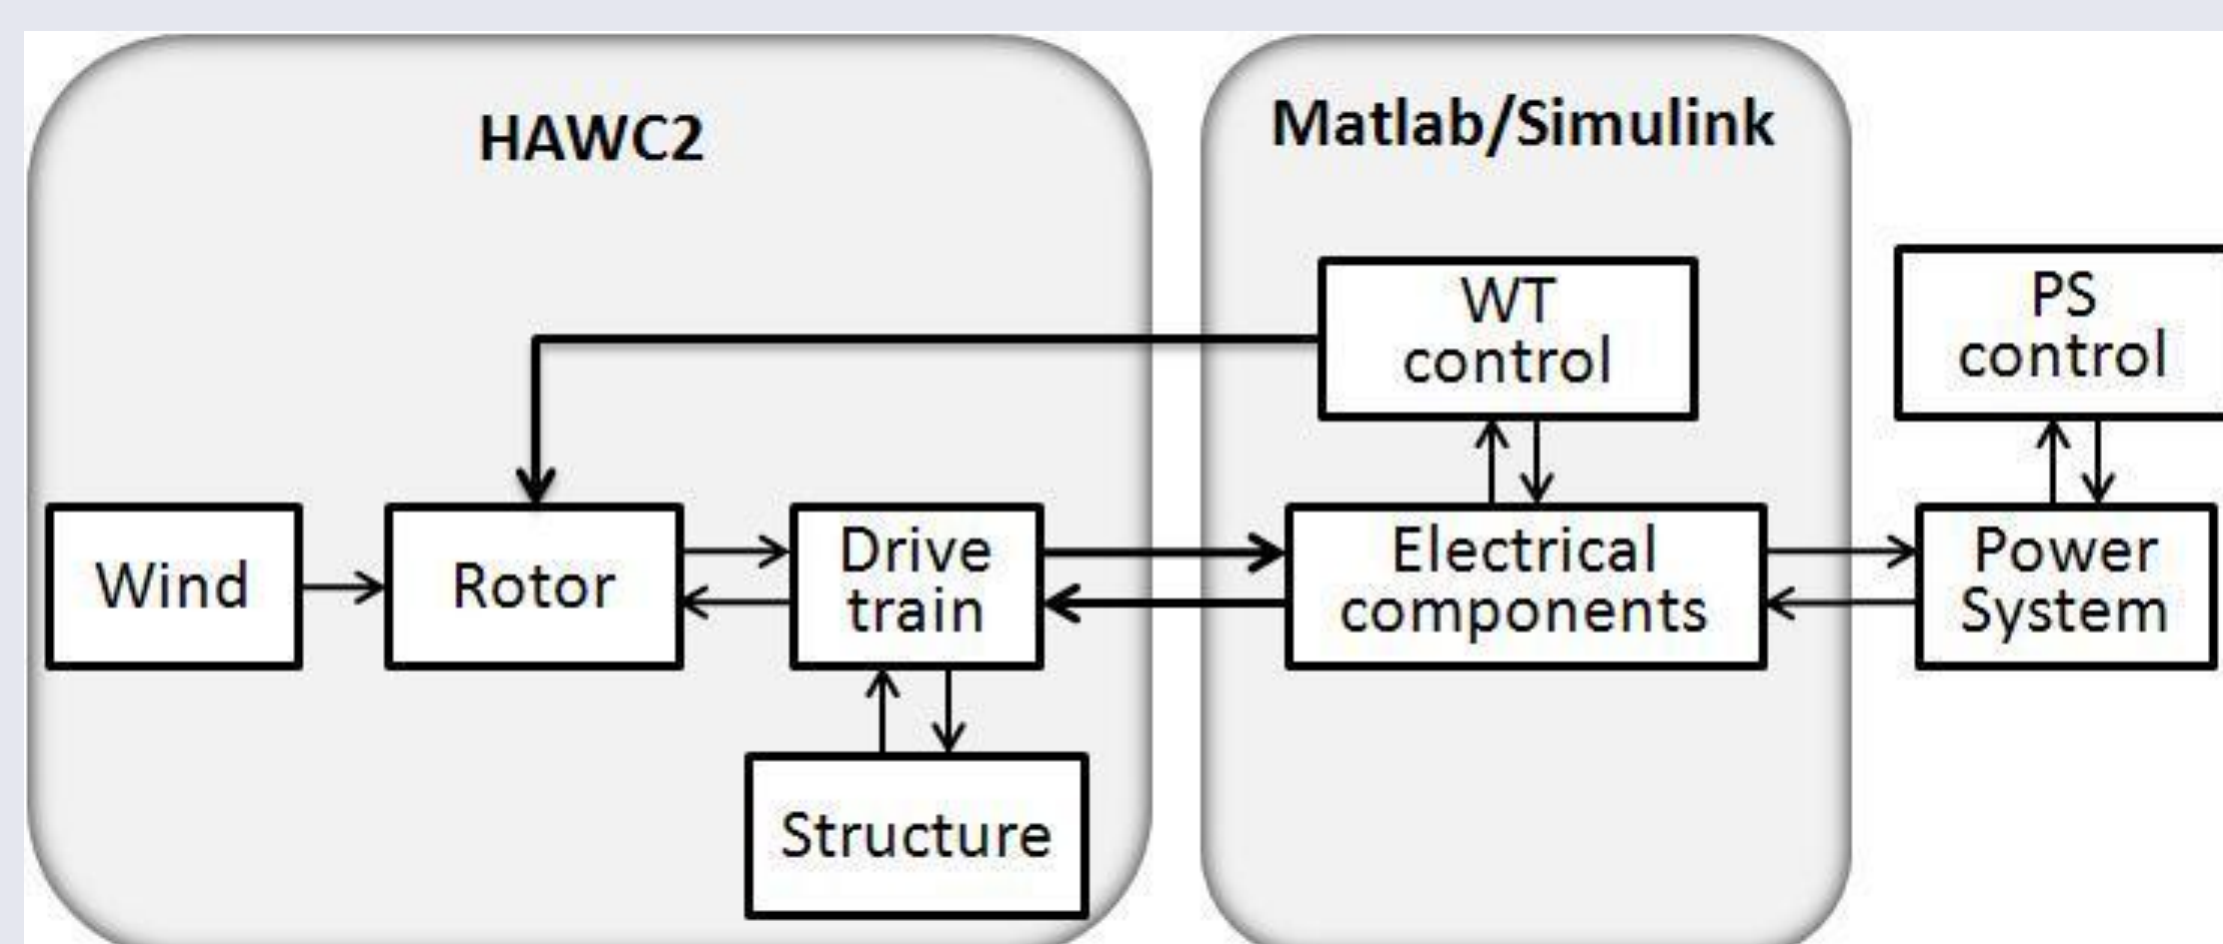 HAWC2
Matlab/Simulink
WT
control
PS
control
Wind
Rotor
Drive
train
Electrical
components
Power
System
Structure